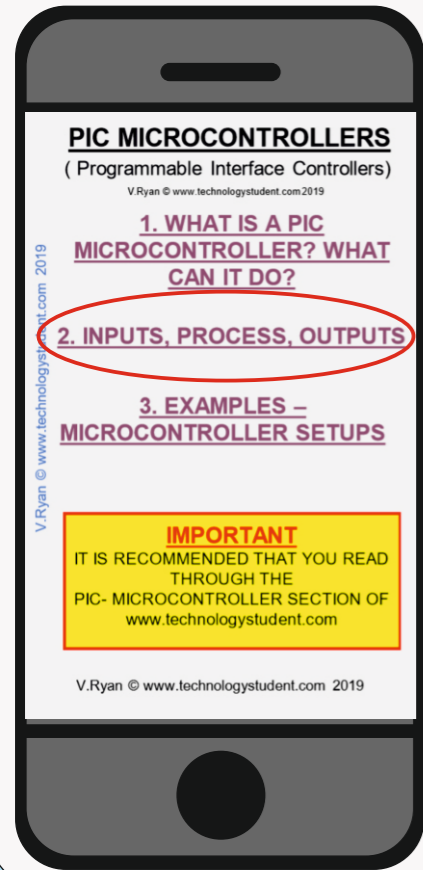 PIC MICROCONTROLLERS
( Programmable Interface Controllers)
V.Ryan © www.technologystudent.com 2019
1. WHAT IS A PIC
MICROCONTROLLER? WHAT
CAN IT DO?
V.Ryan © www.technologystudent.com 2019
2. INPUTS, PROCESS, OUTPUTS
3. EXAMPLES –
MICROCONTROLLER SETUPS
IMPORTANT
IT IS RECOMMENDED THAT YOU READ
THROUGH THE
PIC- MICROCONTROLLER SECTION OF
www.technologystudent.com
V.Ryan © www.technologystudent.com 2019